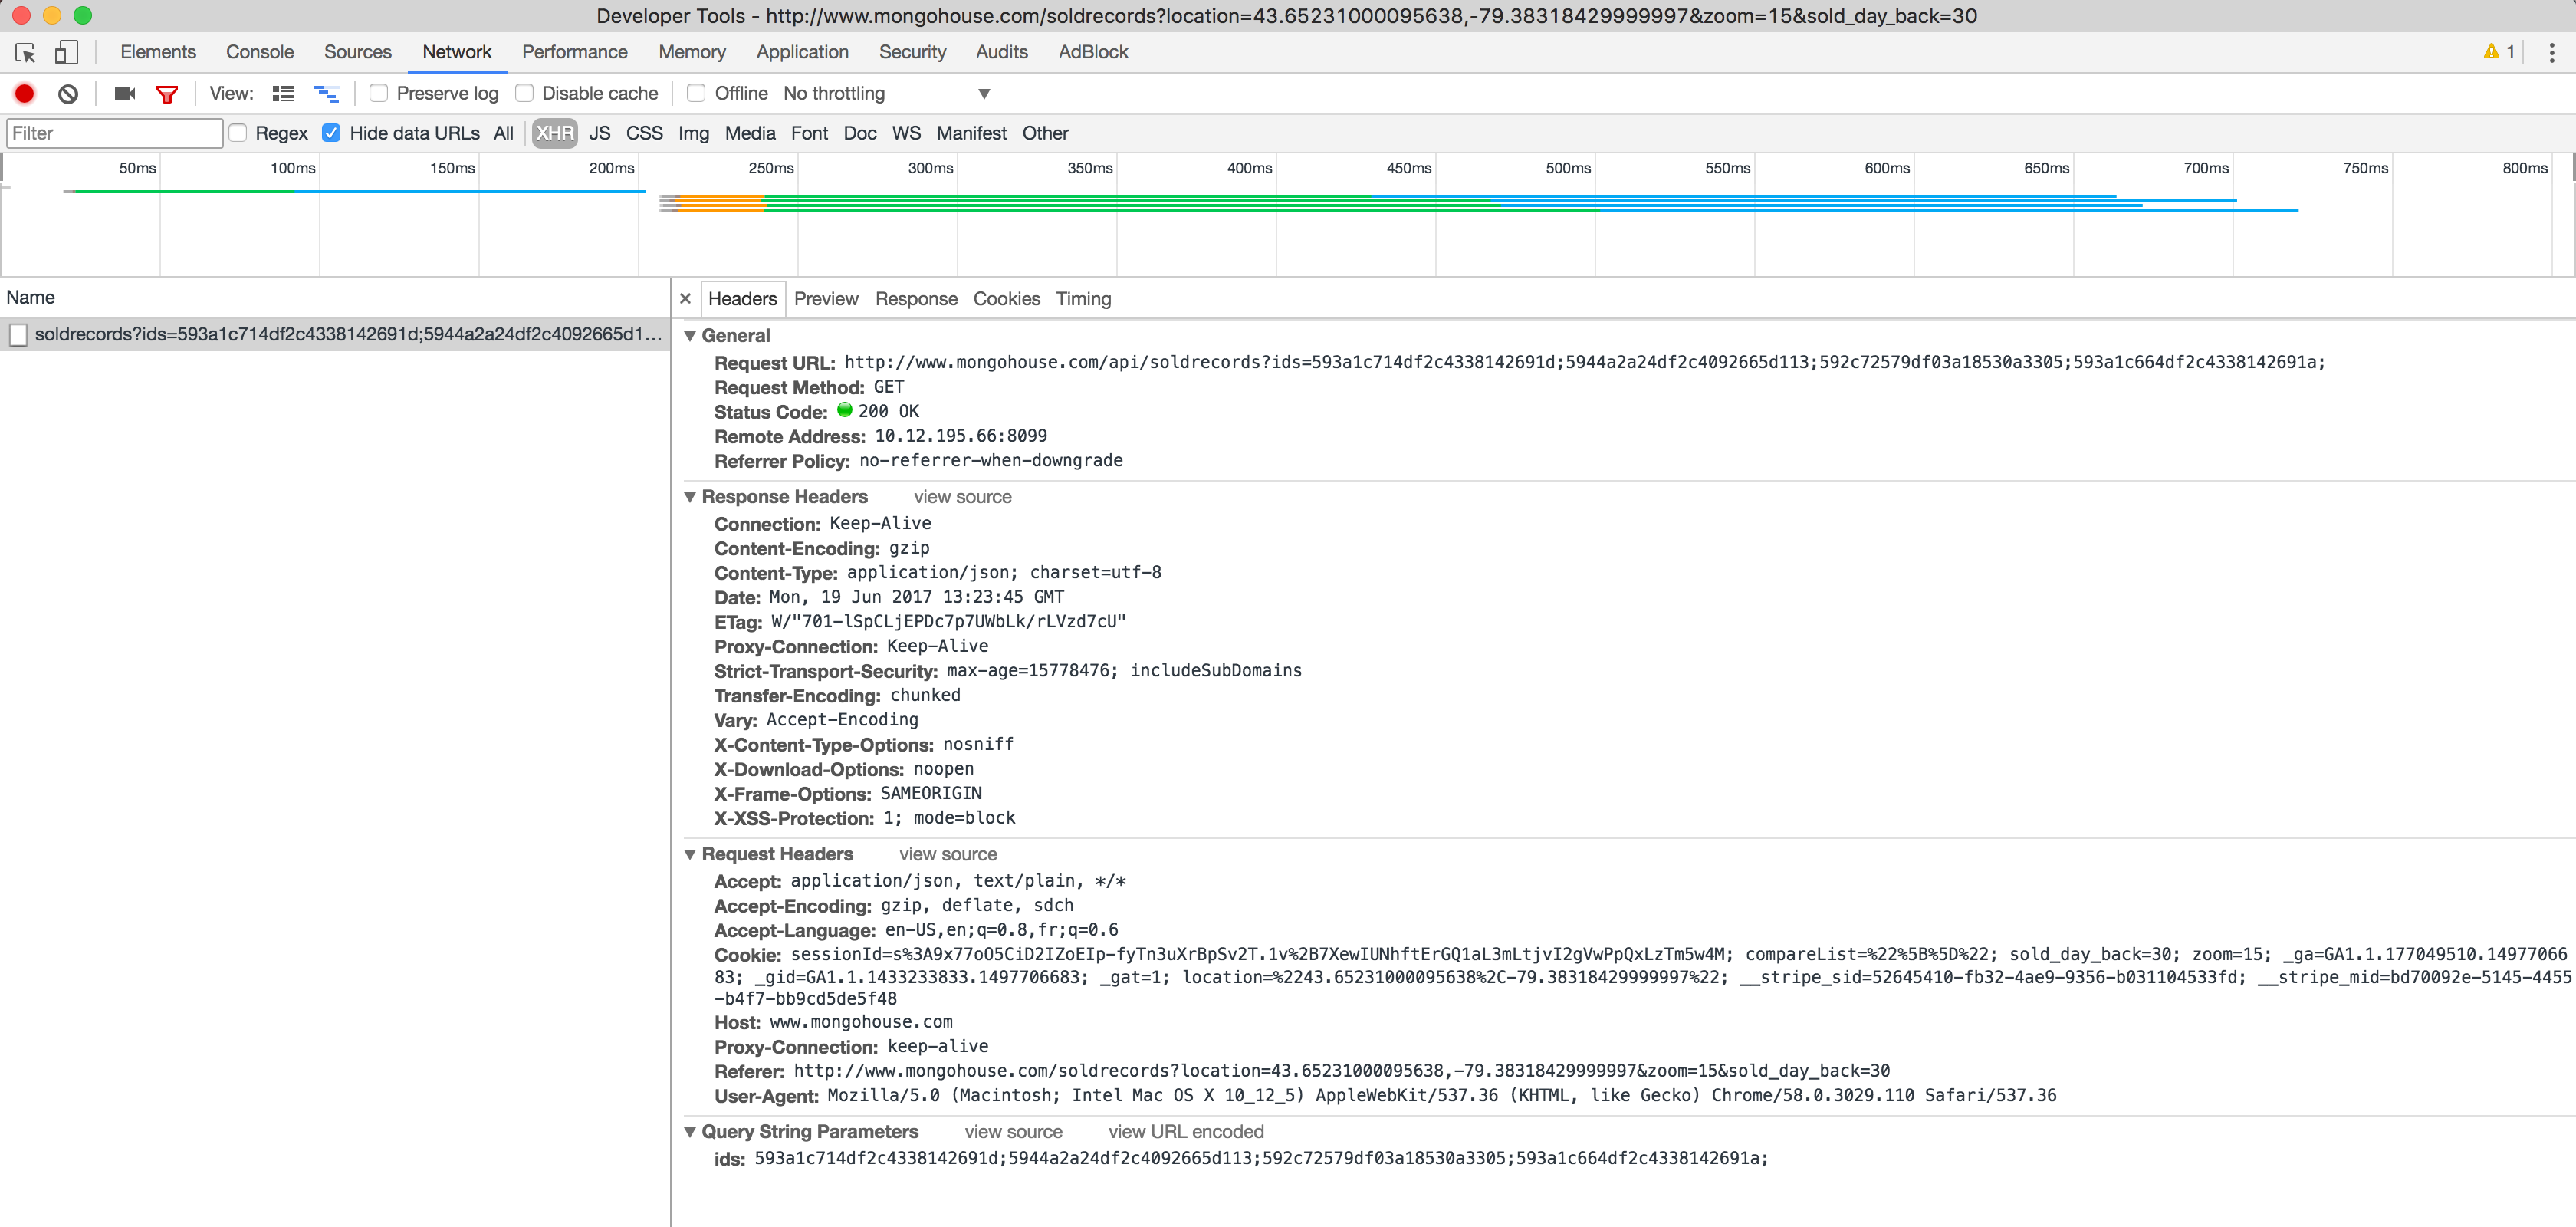 Developer Tools - http://www.mongohouse.com/soldrecords?location=43.65231000095638,-79.38318429999997&zoom=15&sold_day_back=30
Elements Console Sources Network Performance Memory Application Security Audits AdBlock 1
View: Preserve log Disable cache Offline No throttling
Filter Regex Hide data URLs All XHR JS CSS Img Media Font Doc WS Manifest Other
50ms 100ms 150ms 200ms 250ms 300ms 350ms 400ms 450ms 500ms 550ms 600ms 650ms 700ms 750ms 800ms
Name
soldrecords?ids=593a1c714df2c4338142691d;5944a2a24df2c4092665d1...
× Headers Preview Response Cookies Timing
General
Request URL: http://www.mongohouse.com/api/soldrecords?ids=593a1c714df2c4338142691d;5944a2a24df2c4092665d113;592c72579df03a18530a3305;593a1c664df2c4338142691a;
Request Method: GET
Status Code: 200 OK
Remote Address: 10.12.195.66:8099
Referrer Policy: no-referrer-when-downgrade
Response Headers view source
Connection: Keep-Alive
Content-Encoding: gzip
Content-Type: application/json; charset=utf-8
Date: Mon, 19 Jun 2017 13:23:45 GMT
ETag: W/"701-lSpCLjEPDc7p7UWbLk/rLVzd7cU"
Proxy-Connection: Keep-Alive
Strict-Transport-Security: max-age=15778476; includeSubDomains
Transfer-Encoding: chunked
Vary: Accept-Encoding
X-Content-Type-Options: nosniff
X-Download-Options: noopen
X-Frame-Options: SAMEORIGIN
X-XSS-Protection: 1; mode=block
Request Headers view source
Accept: application/json, text/plain, */*
Accept-Encoding: gzip, deflate, sdch
Accept-Language: en-US,en;q=0.8,fr;q=0.6
Cookie: sessionId=s%3A9x77oO5CiD2IZoEIp-fyTn3uXrBpSv2T.1v%2B7XewIUNhftErGQ1aL3mLtjvI2gVwPpQxLzTm5w4M; compareList=%22%5B%5D%22; sold_day_back=30; zoom=15; _ga=GA1.1.177049510.14977066
83; _gid=GA1.1.1433233833.1497706683; _gat=1; location=%2243.65231000095638%2C-79.38318429999997%22; __stripe_sid=52645410-fb32-4ae9-9356-b031104533fd; __stripe_mid=bd70092e-5145-4455
-b4f7-bb9cd5de5f48
Host: www.mongohouse.com
Proxy-Connection: keep-alive
Referer: http://www.mongohouse.com/soldrecords?location=43.65231000095638,-79.38318429999997&zoom=15&sold_day_back=30
User-Agent: Mozilla/5.0 (Macintosh; Intel Mac OS X 10_12_5) AppleWebKit/537.36 (KHTML, like Gecko) Chrome/58.0.3029.110 Safari/537.36
Query String Parameters view source view URL encoded
ids: 593a1c714df2c4338142691d;5944a2a24df2c4092665d113;592c72579df03a18530a3305;593a1c664df2c4338142691a;